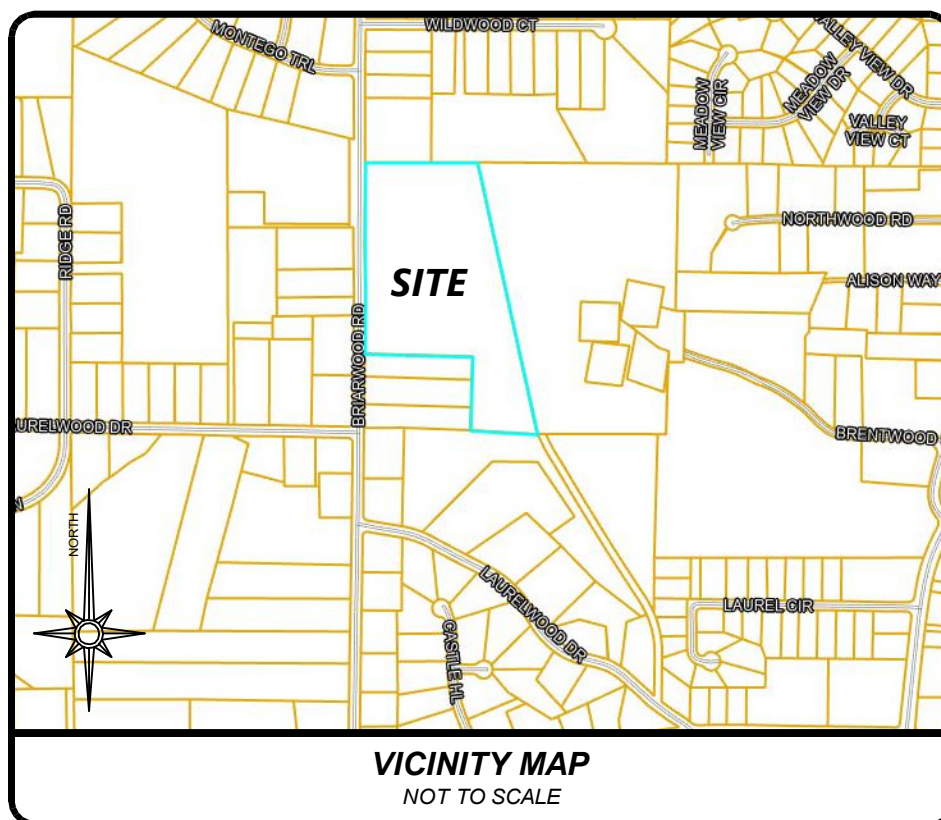 MONTEGO TRL
WILDWOOD CT
VALLEY VIEW DR
MEADOW
VIEW CIR
MEADOW
VIEW DR
VALLEY
VIEW CT
RIDGE RD
NORTHWOOD RD
ALISON WAY
SITE
BRIARWOOD RD
URELWOOD DR
BRENTWOOD
N
NORTH
LAURELWOOD DR
LAUREL CIR
CASTLE HL
VICINITY MAP
NOT TO SCALE